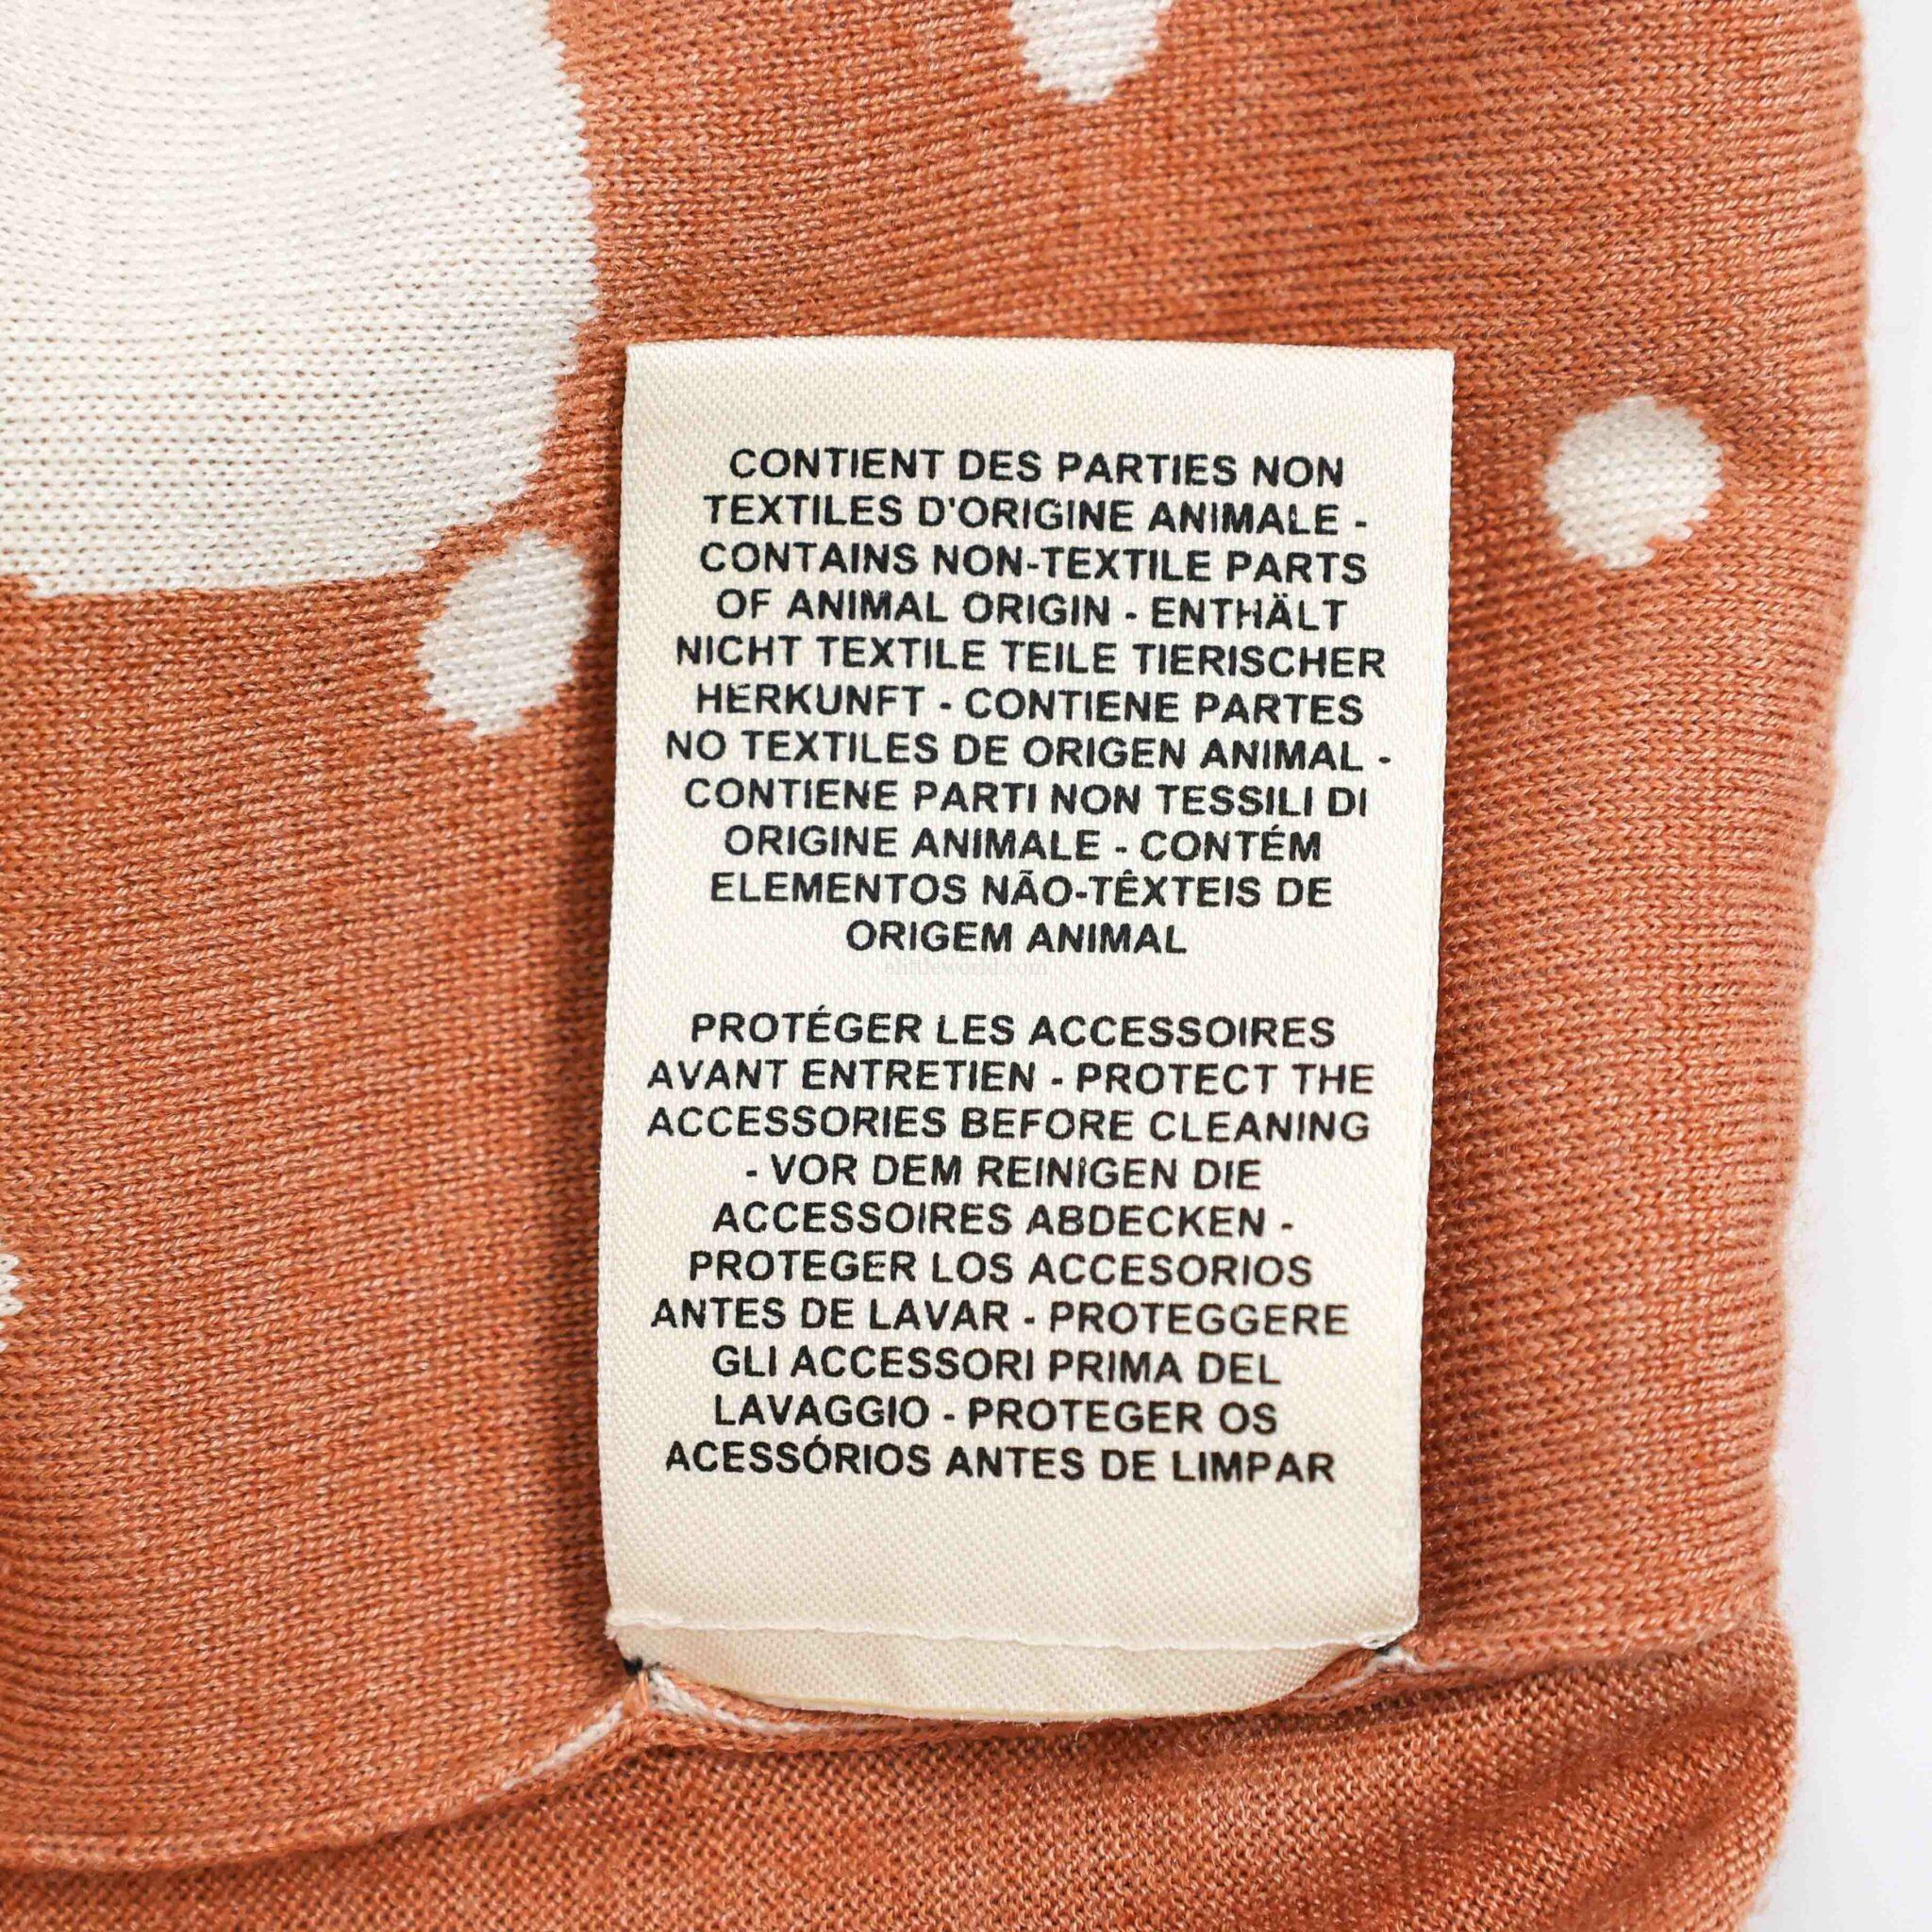 CONTIENT DES PARTIES NON
TEXTILES D'ORIGINE ANIMALE -
CONTAINS NON-TEXTILE PARTS
OF ANIMAL ORIGIN - ENTHÄLT
NICHT TEXTILE TEILE TIERISCHER
HERKUNFT - CONTIENE PARTES
NO TEXTILES DE ORIGEN ANIMAL -
CONTIENE PARTI NON TESSILI DI
ORIGINE ANIMALE - CONTÉM
ELEMENTOS NÃO-TÊXTEIS DE
ORIGEM ANIMAL
elittleworld.com
PROTÉGER LES ACCESSOIRES
AVANT ENTRETIEN - PROTECT THE
ACCESSORIES BEFORE CLEANING
- VOR DEM REINIGEN DIE
ACCESSOIRES ABDECKEN -
PROTEGER LOS ACCESORIOS
ANTES DE LAVAR - PROTEGGERE
GLI ACCESSORI PRIMA DEL
LAVAGGIO - PROTEGER OS
ACESSÓRIOS ANTES DE LIMPAR